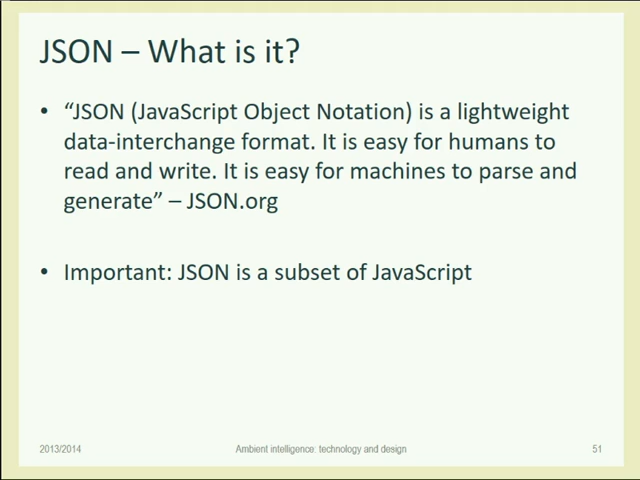 JSON – What is it?
• “JSON (JavaScript Object Notation) is a lightweight
data-interchange format. It is easy for humans to
read and write. It is easy for machines to parse and
generate” – JSON.org
• Important: JSON is a subset of JavaScript
2013/2014
Ambient intelligence: technology and design
51